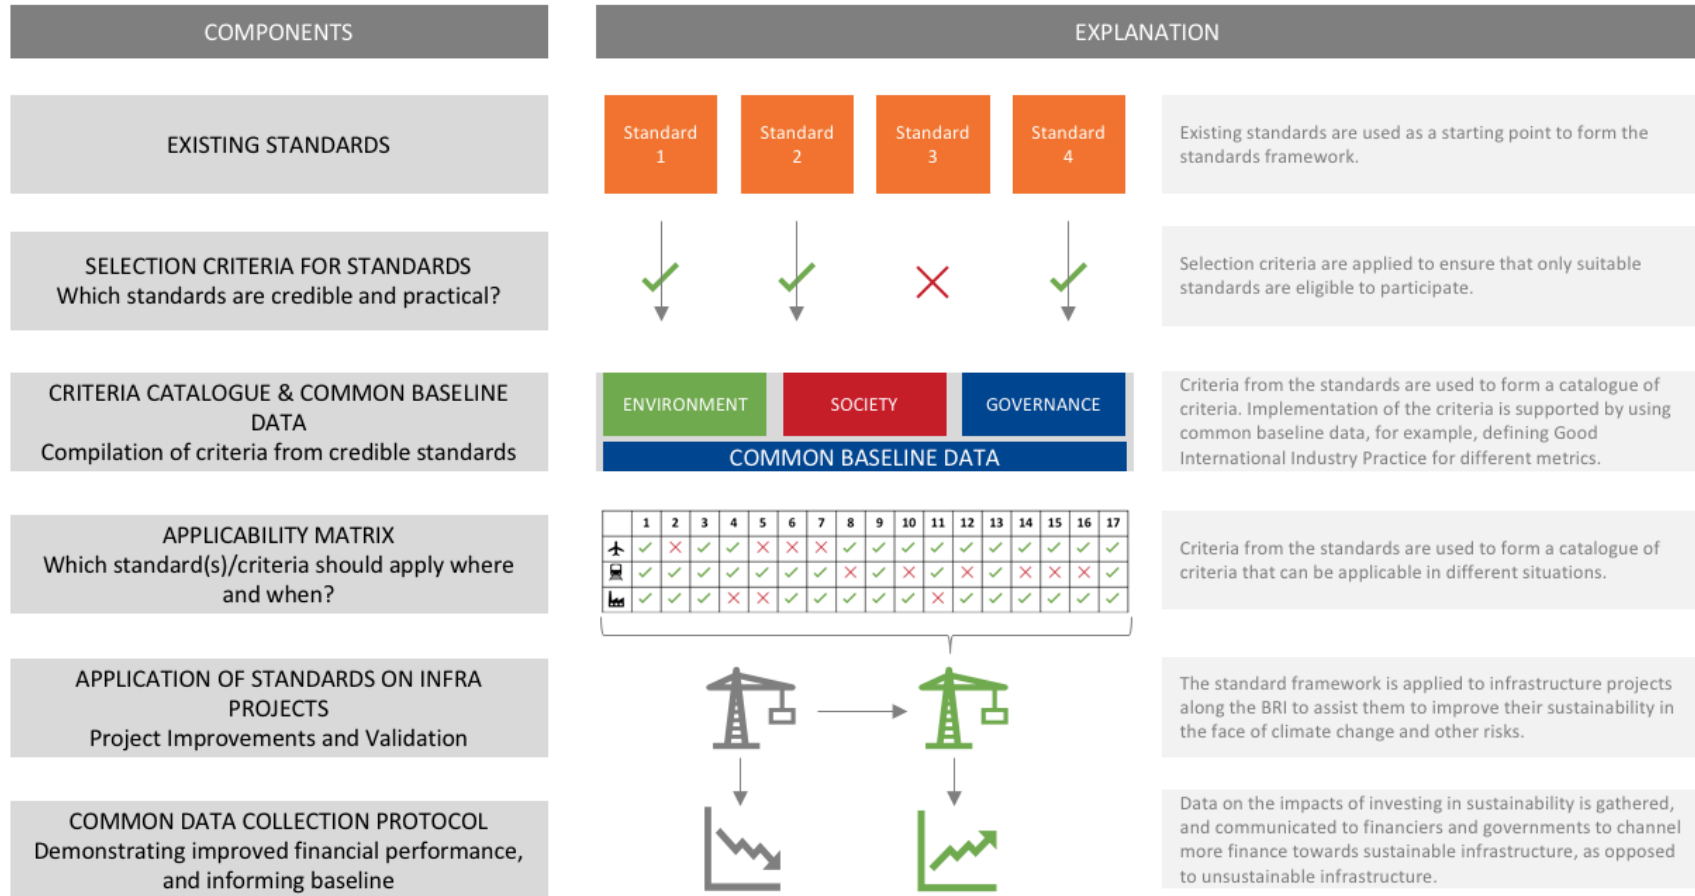 COMPONENTS
EXPLANATION
EXISTING STANDARDS
Standard
1
Standard
2
Standard
3
Standard
4
Existing standards are used as a starting point to form the
standards framework.
SELECTION CRITERIA FOR STANDARDS
Which standards are credible and practical?
Selection criteria are applied to ensure that only suitable
standards are eligible to participate.
CRITERIA CATALOGUE & COMMON BASELINE
DATA
Compilation of criteria from credible standards
ENVIRONMENT
SOCIETY
GOVERNANCE
COMMON BASELINE DATA
Criteria from the standards are used to form a catalogue of
criteria. Implementation of the criteria is supported by using
common baseline data, for example, defining Good
International Industry Practice for different metrics.
APPLICABILITY MATRIX
Which standard(s)/criteria should apply where
and when?
1 2 3 4 5 6 7 8 9 10 11 12 13 14 15 16 17
Criteria from the standards are used to form a catalogue of
criteria that can be applicable in different situations.
APPLICATION OF STANDARDS ON INFRA
PROJECTS
Project Improvements and Validation
The standard framework is applied to infrastructure projects
along the BRI to assist them to improve their sustainability in
the face of climate change and other risks.
COMMON DATA COLLECTION PROTOCOL
Demonstrating improved financial performance,
and informing baseline
Data on the impacts of investing in sustainability is gathered,
and communicated to financiers and governments to channel
more finance towards sustainable infrastructure, as opposed
to unsustainable infrastructure.